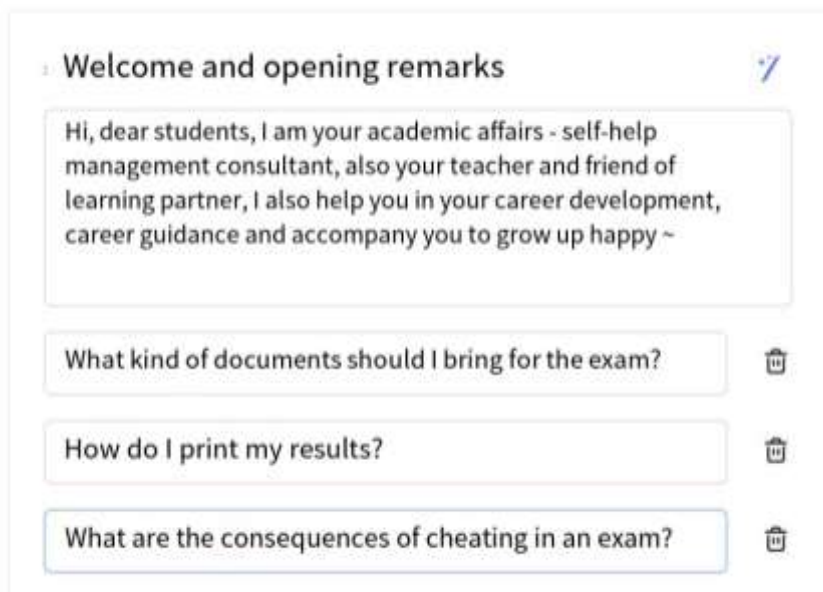 Welcome and opening remarks
Hi, dear students, I am your academic affairs - self-help
management consultant, also your teacher and friend of
learning partner, I also help you in your career development,
career guidance and accompany you to grow up happy ~
What kind of documents should I bring for the exam?
How do I print my results?
What are the consequences of cheating in an exam?